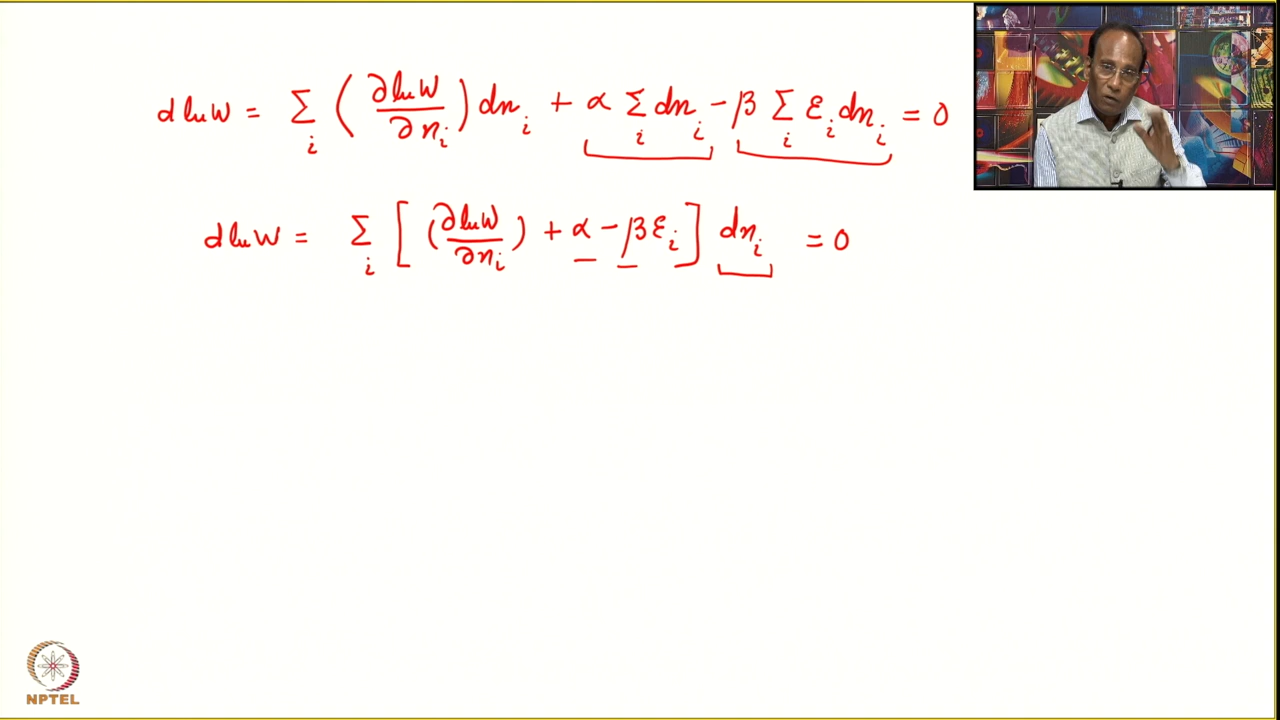 d ln W = Σ_i ( ∂ ln W / ∂n_i ) dn_i + α Σ_i dn_i - β Σ_i ε_i dn_i = 0
d ln W = Σ_i [ ( ∂ ln W / ∂n_i ) + α - β ε_i ] dn_i = 0
NPTEL